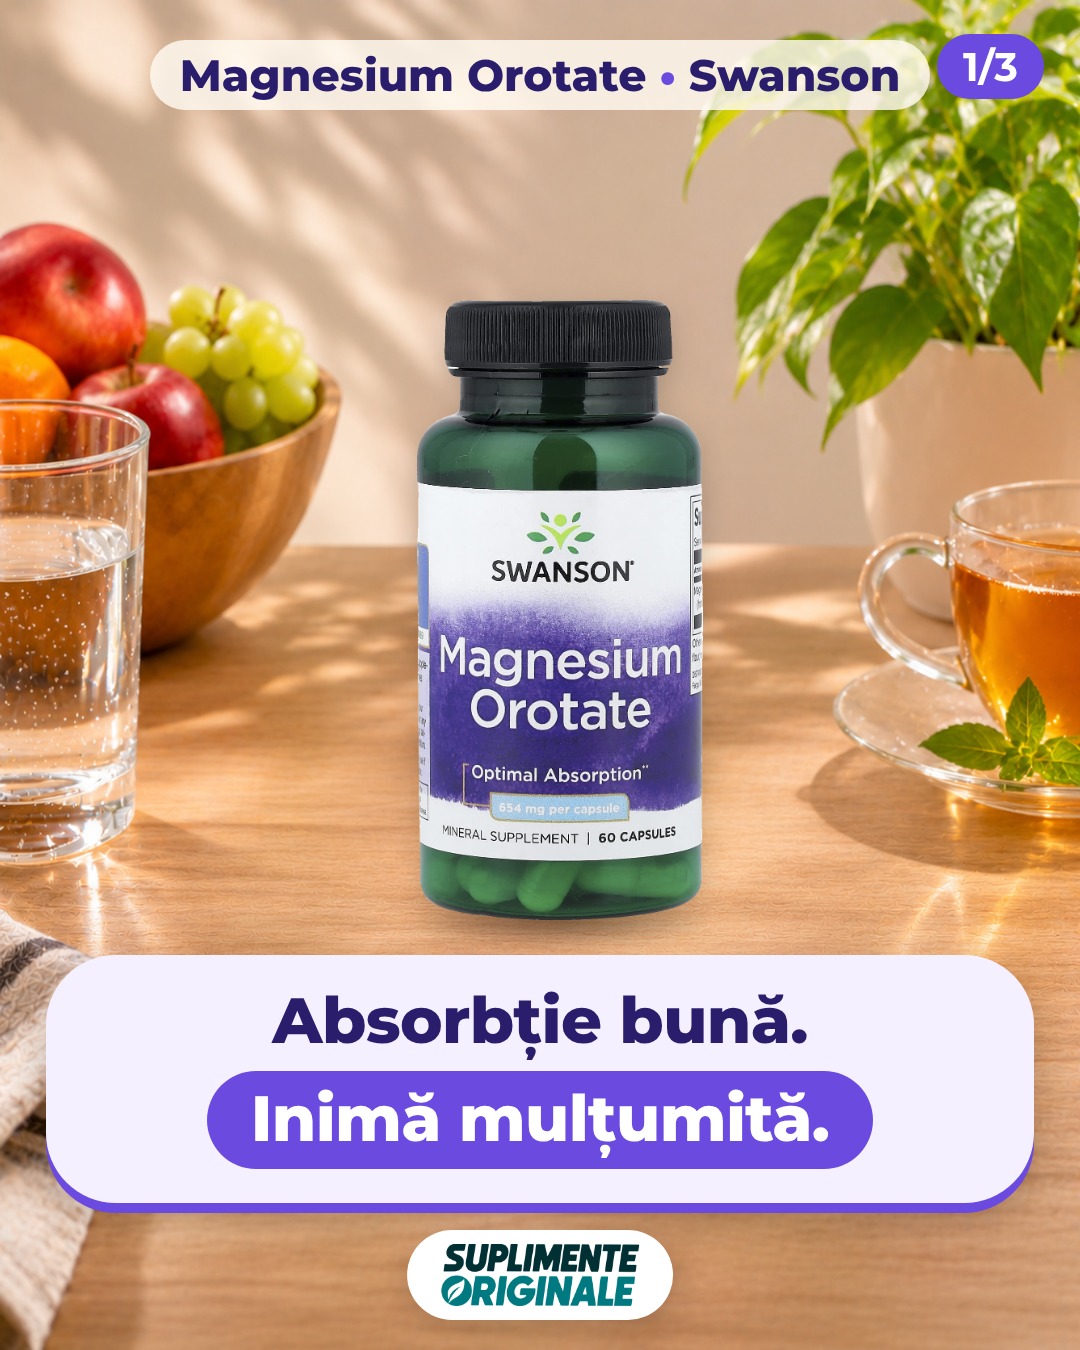 Magnesium Orotate • Swanson
1/3
SWANSON
Magnesium
Orotate
Optimal Absorption
654 mg per capsule
MINERAL SUPPLEMENT | 60 CAPSULES
Absorbție bună.
Inimă mulțumită.
SUPLIMENTE
ORIGINALE